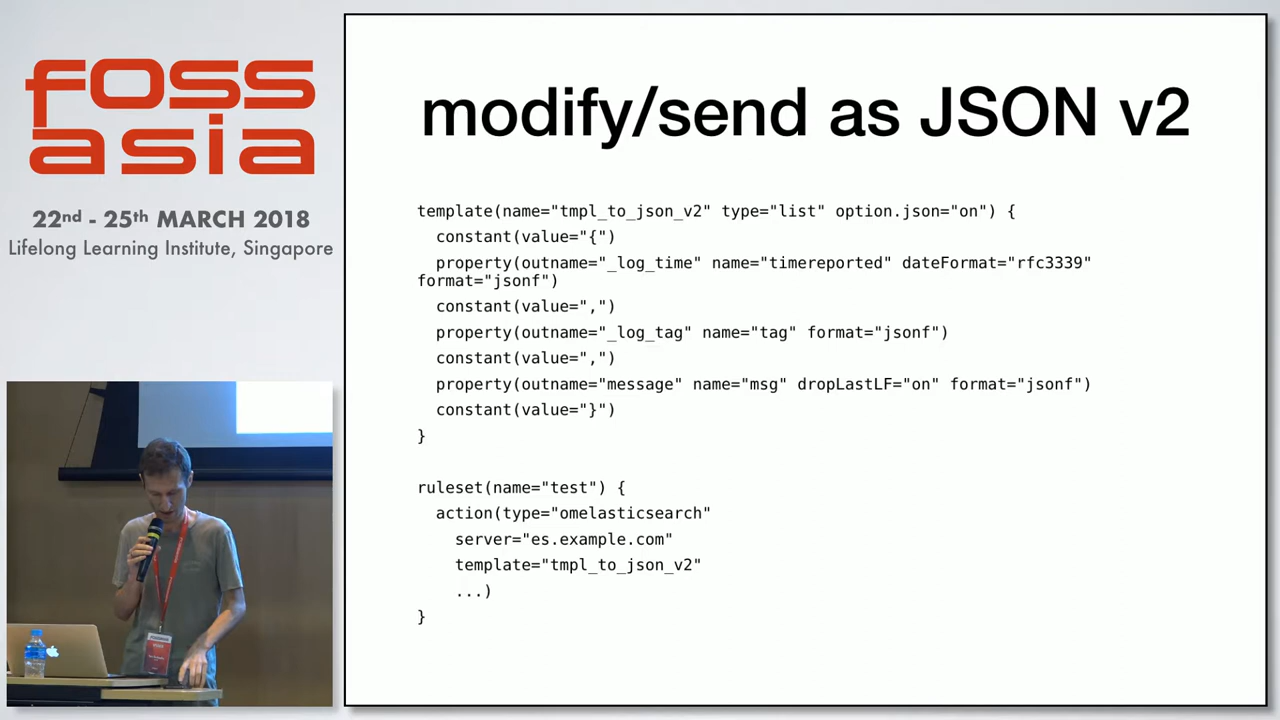 foss
asia
22nd - 25th MARCH 2018
Lifelong Learning Institute, Singapore
modify/send as JSON v2
template(name="tmpl_to_json_v2" type="list" option.json="on") {
constant(value="{")
property(outname="_log_time" name="timereported" dateFormat="rfc3339"
format="jsonf")
constant(value=",")
property(outname="_log_tag" name="tag" format="jsonf")
constant(value=",")
property(outname="message" name="msg" dropLastLF="on" format="jsonf")
constant(value="}")
}
ruleset(name="test") {
action(type="omelasticsearch"
server="es.example.com"
template="tmpl_to_json_v2"
...)
}